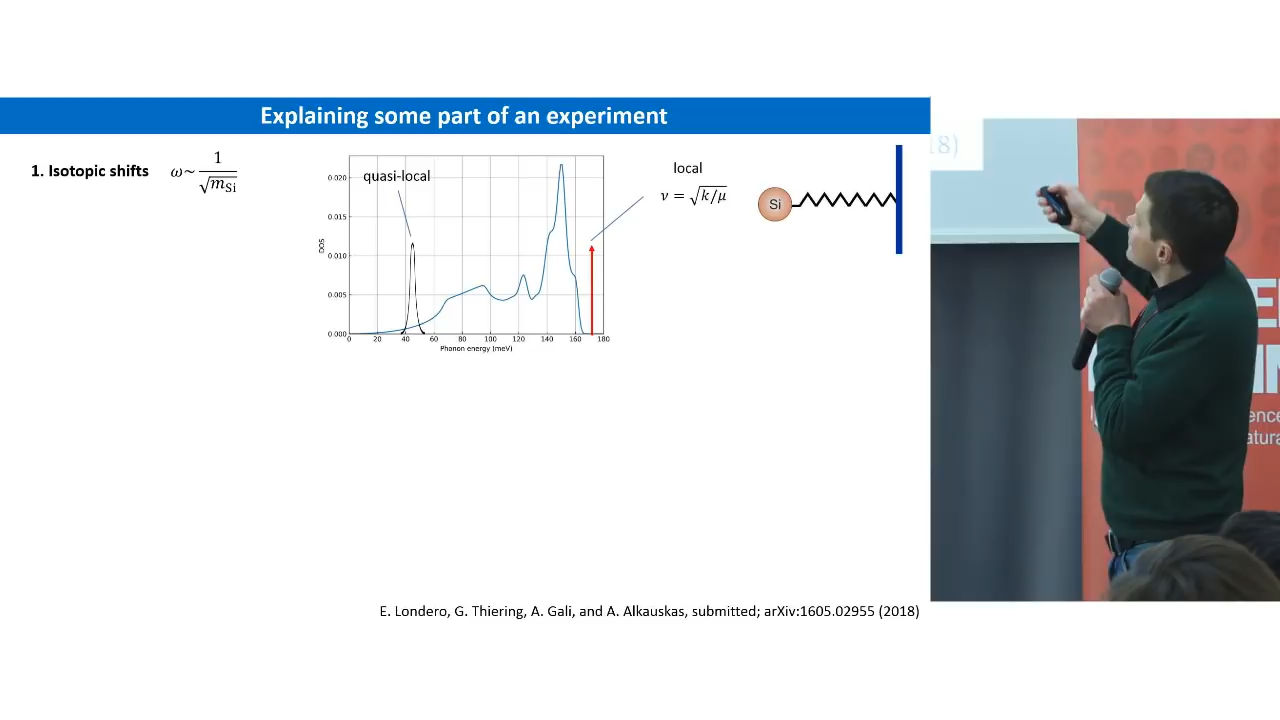 Explaining some part of an experiment
1. Isotopic shifts
ω~1/√m_Si
quasi-local
local
ν = √k/μ
Si
DOS
0.020
0.015
0.010
0.005
0.000
0 20 40 60 80 100 120 140 160 180
Phonon energy (meV)
E. Londero, G. Thiering, A. Gali, and A. Alkauskas, submitted; arXiv:1605.02955 (2018)
18)